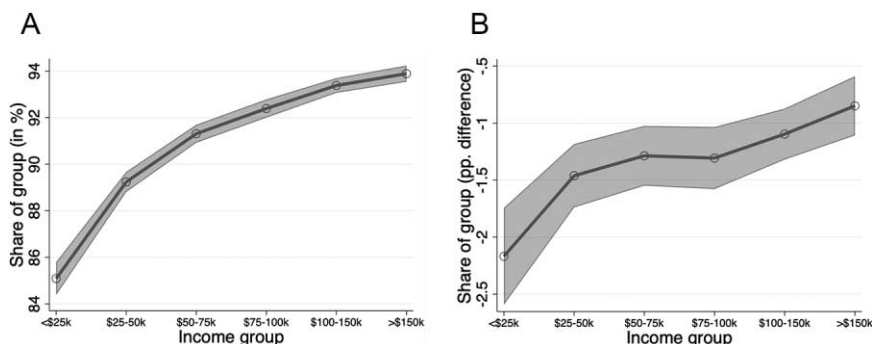 A
Share of group (in %)
94
92
90
88
86
84
<$25k $25-50k $50-75k $75-100k $100-150k >$150k
Income group
B
Share of group (pp. difference)
-.5
-1
-1.5
-2
-2.5
<$25k $25-50k $50-75k $75-100k $100-150k >$150k
Income group